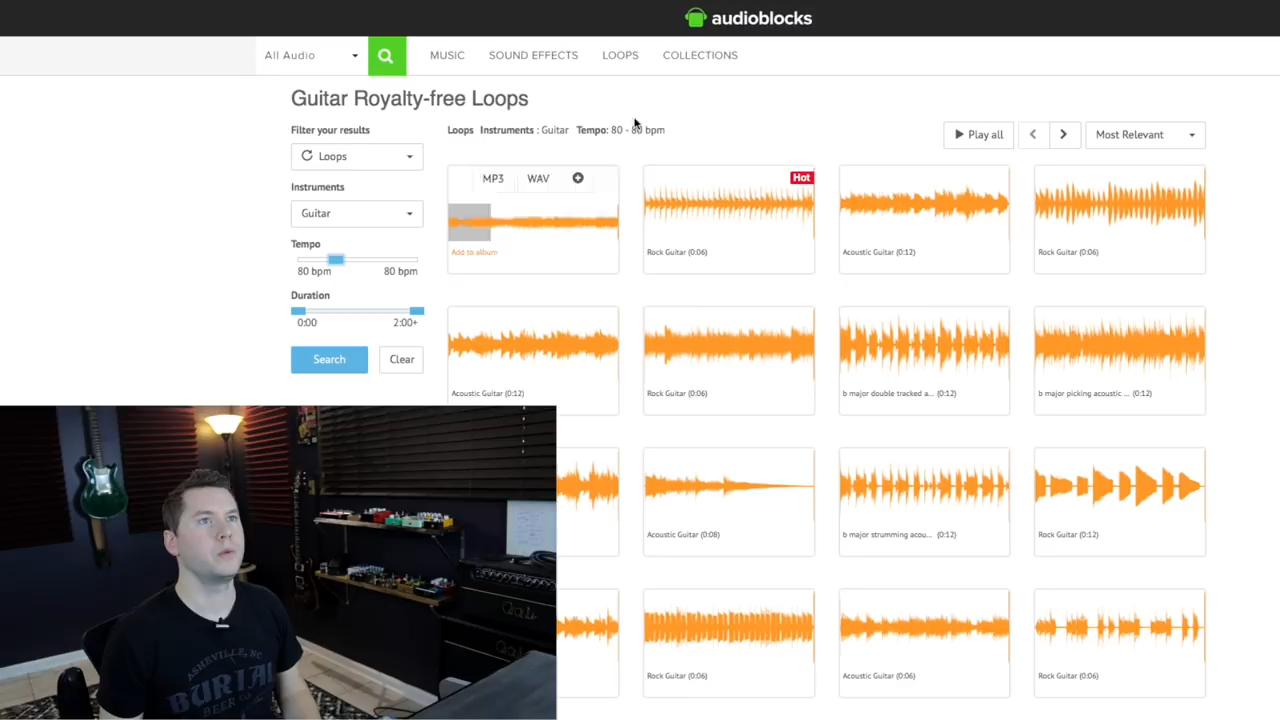 audioblocks
All Audio
MUSIC SOUND EFFECTS LOOPS COLLECTIONS
Guitar Royalty-free Loops
Filter your results
Loops
Instruments
Guitar
Tempo
80 bpm 80 bpm
Duration
0:00 2:00+
Search Clear
Loops Instruments : Guitar Tempo: 80 - 80 bpm
Play all
Most Relevant
MP3 WAV
Add to album
Hot
Rock Guitar (0:06)
Acoustic Guitar (0:12)
Rock Guitar (0:06)
Acoustic Guitar (0:12)
Rock Guitar (0:06)
b major double tracked a... (0:12)
b major picking acoustic ... (0:12)
Acoustic Guitar (0:08)
b major strumming acou... (0:12)
Rock Guitar (0:12)
Rock Guitar (0:06)
Acoustic Guitar (0:06)
Rock Guitar (0:06)
ASHEVILLE, NC
BURIAL
BEER CO.